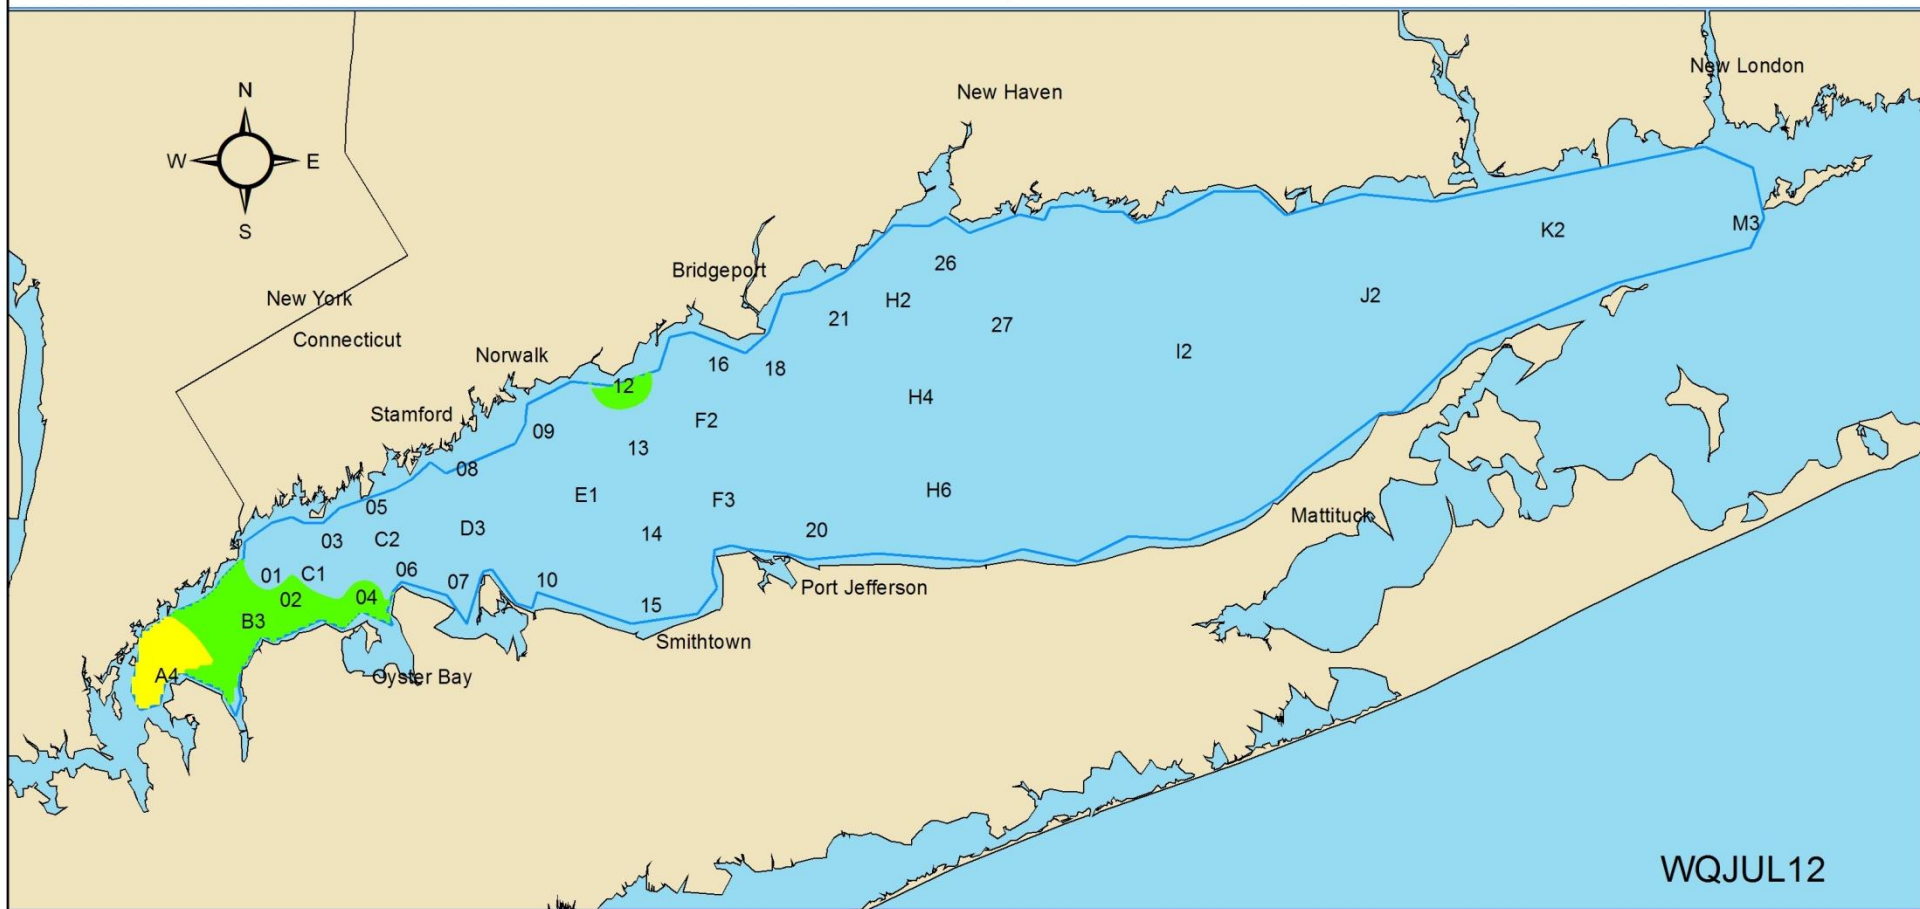 New London
New Haven
N
W
E
S
M3
K2
26
Bridgeport
J2
New York
H2
21
27
Connecticut
I2
Norwalk
16
18
12
H4
Stamford
F2
09
13
08
H6
E1
F3
05
Mattituck
D3
20
14
03
C2
06
C1
01
07
10
Port Jefferson
04
02
15
B3
Smithtown
A4
Oyster Bay
WQJUL12